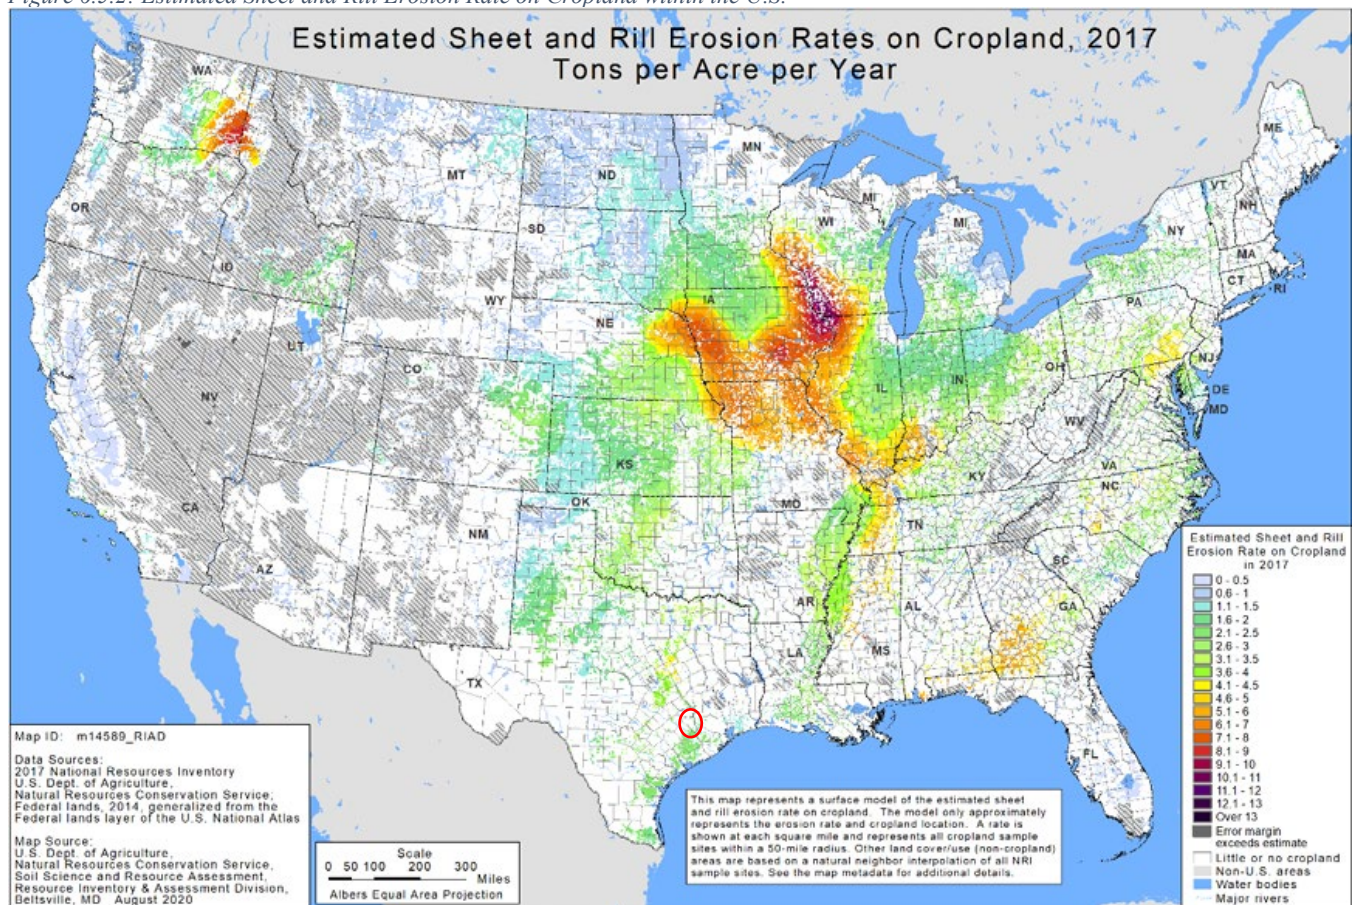 Figure 6.3.2: Estimated Sheet and Rill Erosion Rate on Cropland within the U.S.
Estimated Sheet and Rill Erosion Rates on Cropland, 2017
Tons per Acre per Year
WA
MT
ND
MN
ME
OR
ID
SD
WI
MI
MI
VT
NH
NY
MA
CT
RI
WY
NE
IA
PA
NJ
UT
CO
NV
IL
IN
OH
DE
MD
WV
KS
KY
VA
NC
CA
OK
MO
NM
TN
AZ
AR
SC
AL
GA
MS
LA
TX
FL
Estimated Sheet and Rill
Erosion Rate on Cropland
in 2017
0 - 0.5
0.6 - 1
1.1 - 1.5
1.6 - 2
2.1 - 2.5
2.6 - 3
3.1 - 3.5
3.6 - 4
4.1 - 4.5
4.6 - 5
5.1 - 6
6.1 - 7
7.1 - 8
8.1 - 9
9.1 - 10
10.1 - 11
11.1 - 12
12.1 - 13
Over 13
Error margin
exceeds estimate
Little or no cropland
Non-U.S. areas
Water bodies
Major rivers
Map ID: m14589_RIAD
Data Sources:
2017 National Resources Inventory
U.S. Dept. of Agriculture,
Natural Resources Conservation Service;
Federal lands, 2014, generalized from the
Federal lands layer of the U.S. National Atlas
Map Source:
U.S. Dept. of Agriculture,
Natural Resources Conservation Service,
Soil Science and Resource Assessment,
Resource Inventory & Assessment Division,
Beltsville, MD August 2020
Scale
0 50 100 200 300
Miles
Albers Equal Area Projection
This map represents a surface model of the estimated sheet
and rill erosion rate on cropland. The model only approximately
represents the erosion rate and cropland location. A rate is
shown at each square mile and represents all cropland sample
sites within a 50-mile radius. Other land cover/use (non-cropland)
areas are based on a natural neighbor interpolation of all NRI
sample sites. See the map metadata for additional details.